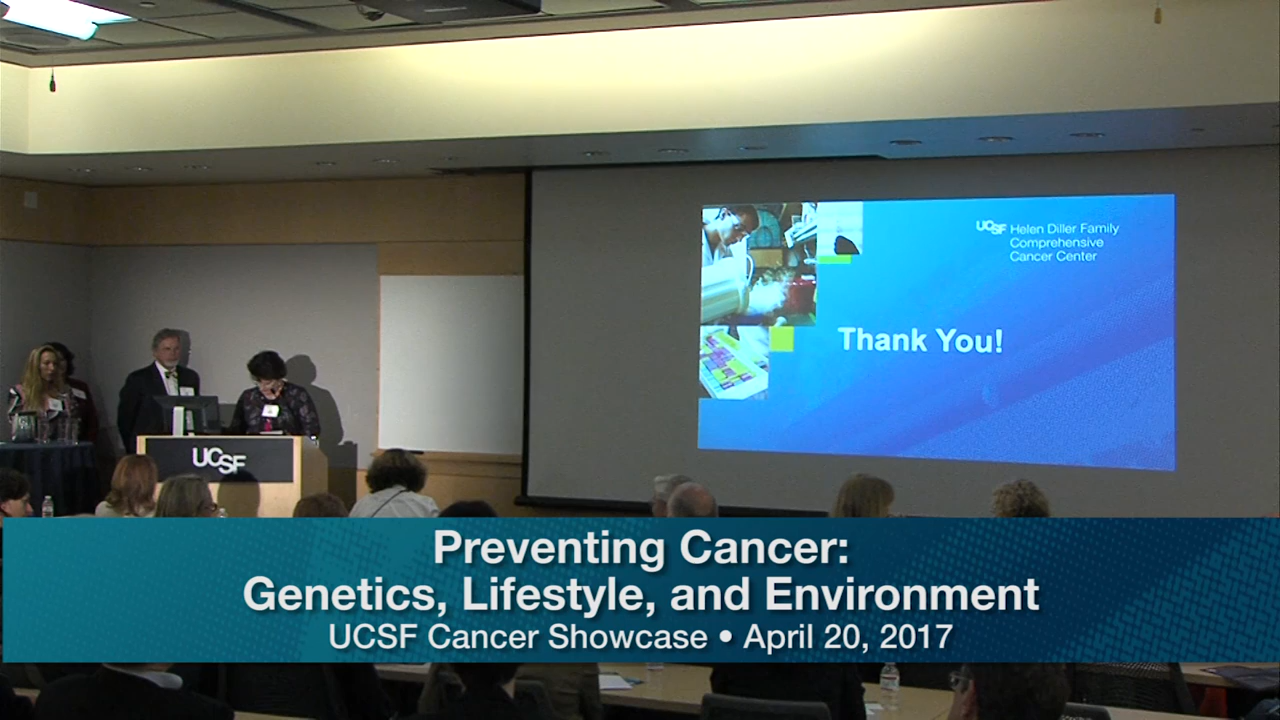 UCSF Helen Diller Family
Comprehensive
Cancer Center
Thank You!
UCSF
Preventing Cancer:
Genetics, Lifestyle, and Environment
UCSF Cancer Showcase • April 20, 2017